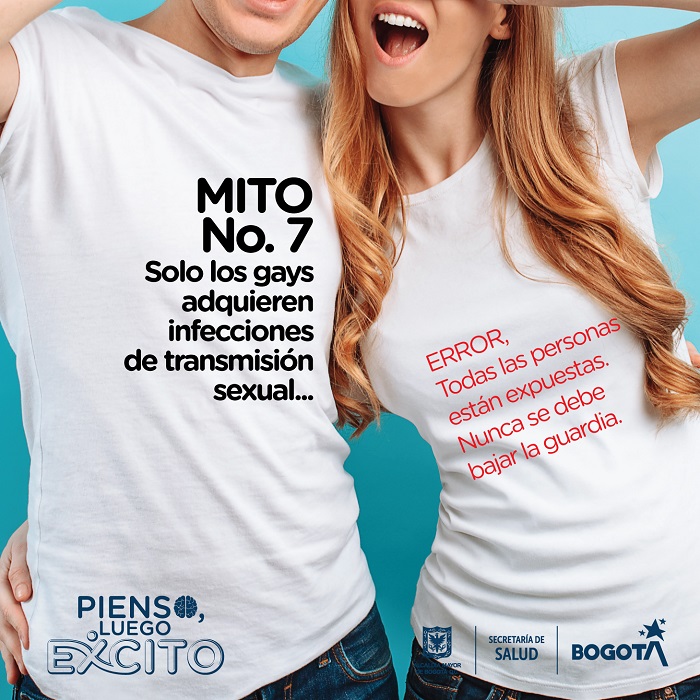 MITO
No. 7
Solo los gays
adquieren
infecciones
de transmisión
sexual...
ERROR,
Todas las personas
están expuestas.
Nunca se debe
bajar la guardia.
PIENSO,
LUEGO
EXCITO
SECRETARÍA DE
SALUD
BOGOTÁ